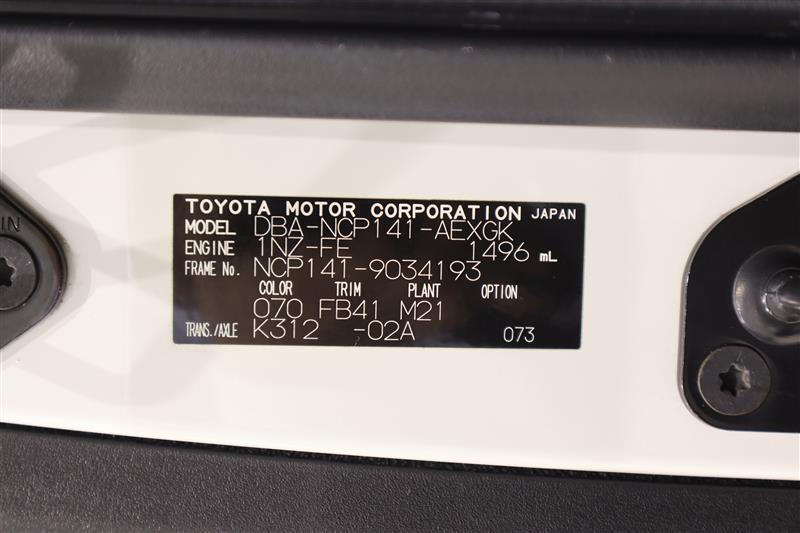 TOYOTA MOTOR CORPORATION JAPAN
MODEL DBA-NCP141-AEXGK
ENGINE 1NZ-FE 1496 mL
FRAME No. NCP141-9034193
COLOR TRIM PLANT OPTION
070 FB41 M21
TRANS./AXLE K312 -02A 073
IN